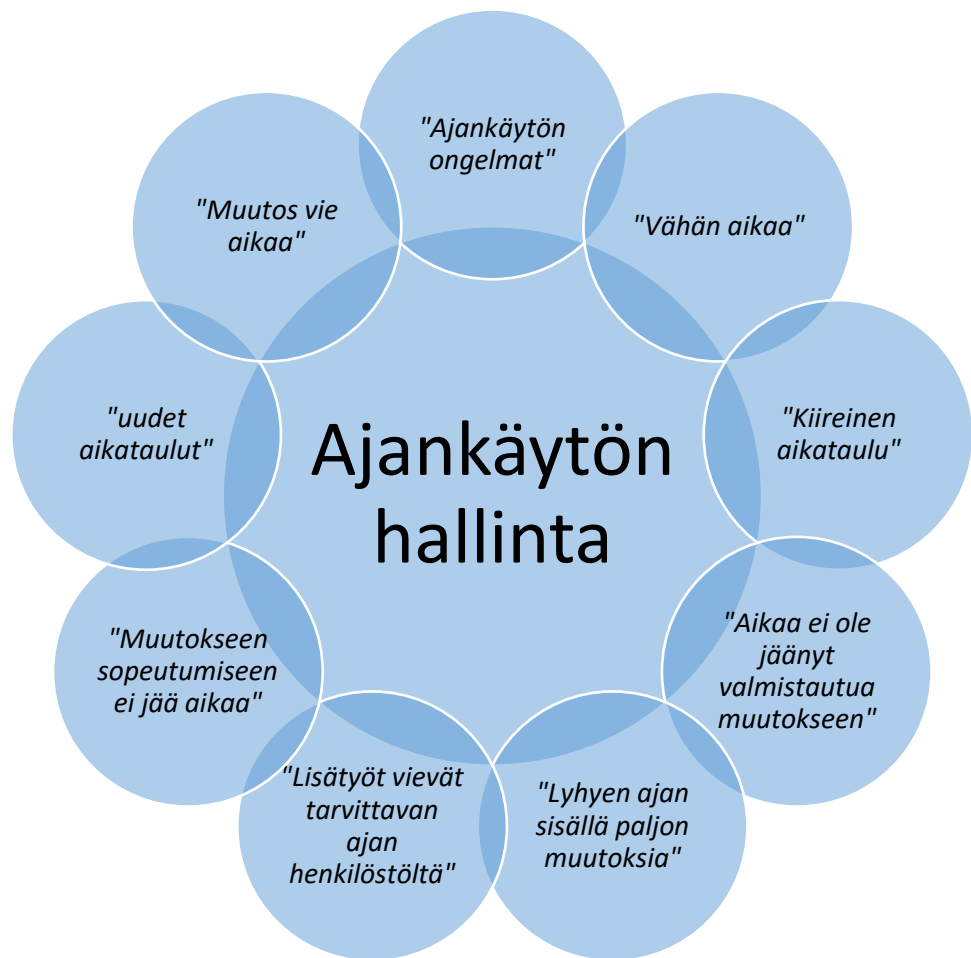 "Ajankäytön
ongelmat"
"Vähän aikaa"
"Kiireinen
aikataulu"
"Aikaa ei ole
jäänyt
valmistautua
muutokseen"
"Lyhyen ajan
sisällä paljon
muutoksia"
"Lisätyöt vievät
tarvittavan
ajan
henkilöstöltä"
"Muutokseen
sopeutumiseen
ei jää aikaa"
"uudet
aikataulut"
"Muutos vie
aikaa"
Ajankäytön
hallinta